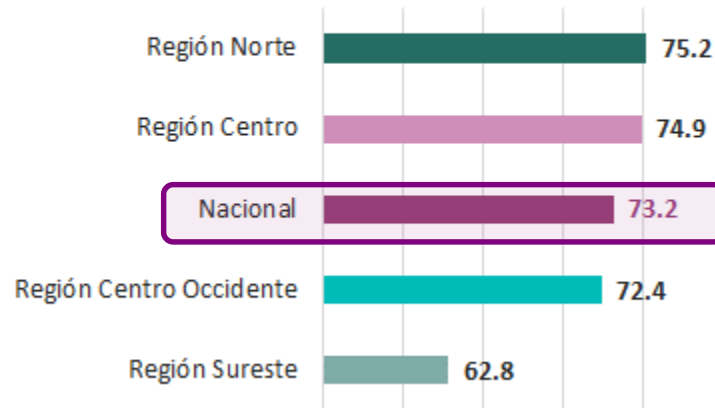 Región Norte 75.2
Región Centro 74.9
Nacional 73.2
Región Centro Occidente 72.4
Región Sureste 62.8